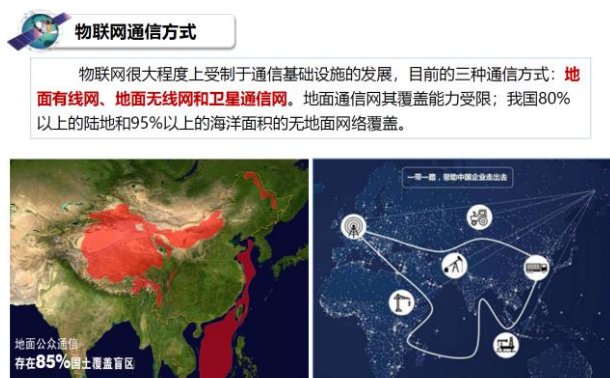 物联网通信方式
物联网很大程度上受制于通信基础设施的发展，目前的三种通信方式：地
面有线网、地面无线网和卫星通信网。地面通信网其覆盖能力受限；我国80%
以上的陆地和95%以上的海洋面积的无地面网络覆盖。
地面公众通信
存在85%国土覆盖盲区
一带一路，帮助中国企业走出去